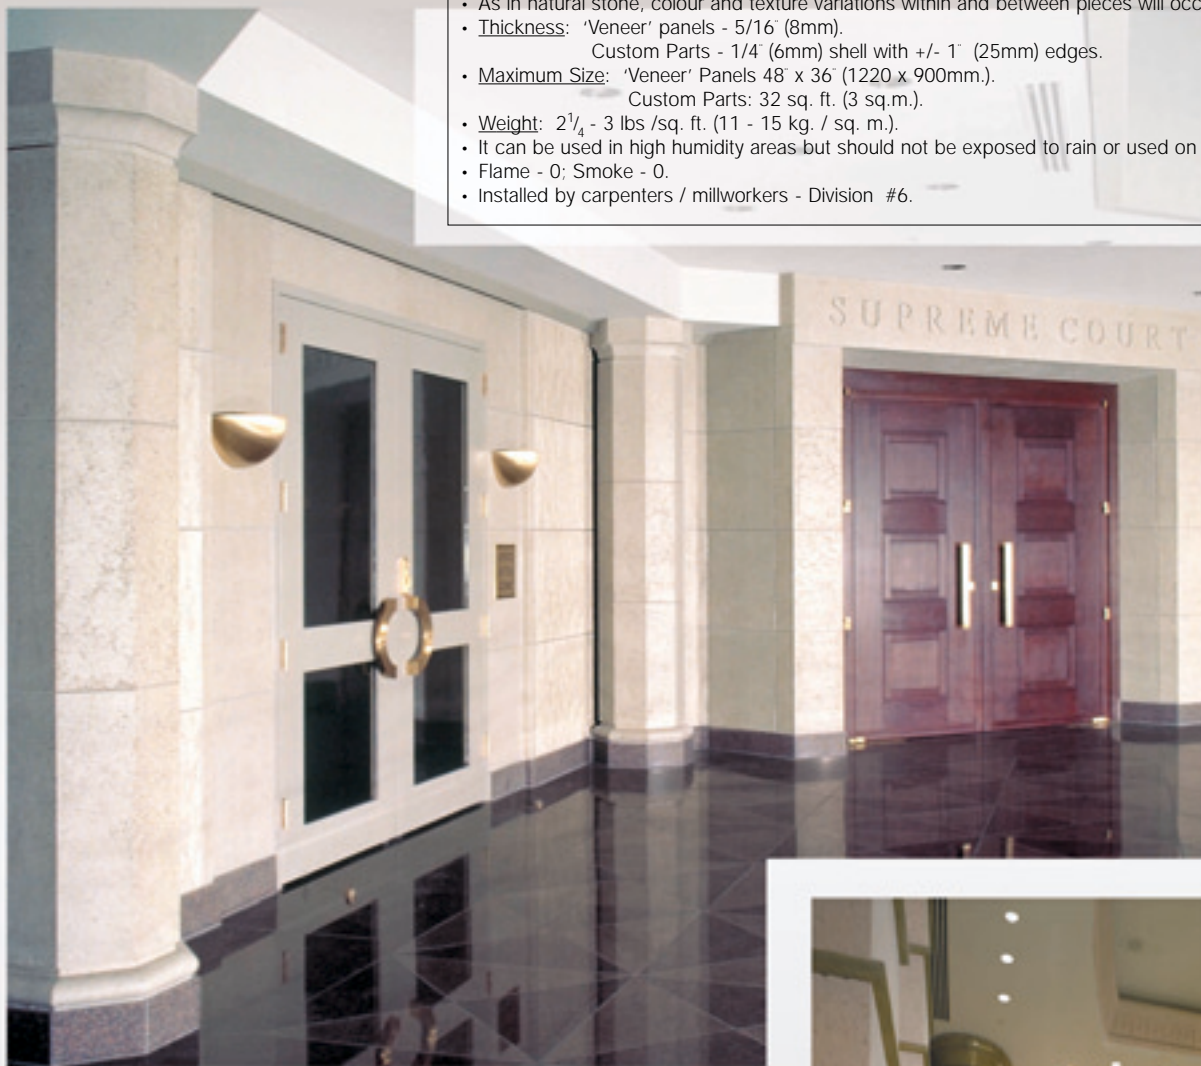 • As in natural stone, colour and texture variations within and between pieces will occ
• Thickness: ‘Veneer’ panels - 5/16¨ (8mm).
Custom Parts - 1/4¨ (6mm) shell with +/- 1¨ (25mm) edges.
• Maximum Size: ‘Veneer’ Panels 48¨ x 36¨ (1220 x 900mm.).
Custom Parts: 32 sq. ft. (3 sq.m.).
• Weight: 2 1/4 - 3 lbs /sq. ft. (11 - 15 kg. / sq. m.).
• It can be used in high humidity areas but should not be exposed to rain or used on
• Flame - 0; Smoke - 0.
• Installed by carpenters / millworkers - Division #6.
SUPREME COURT